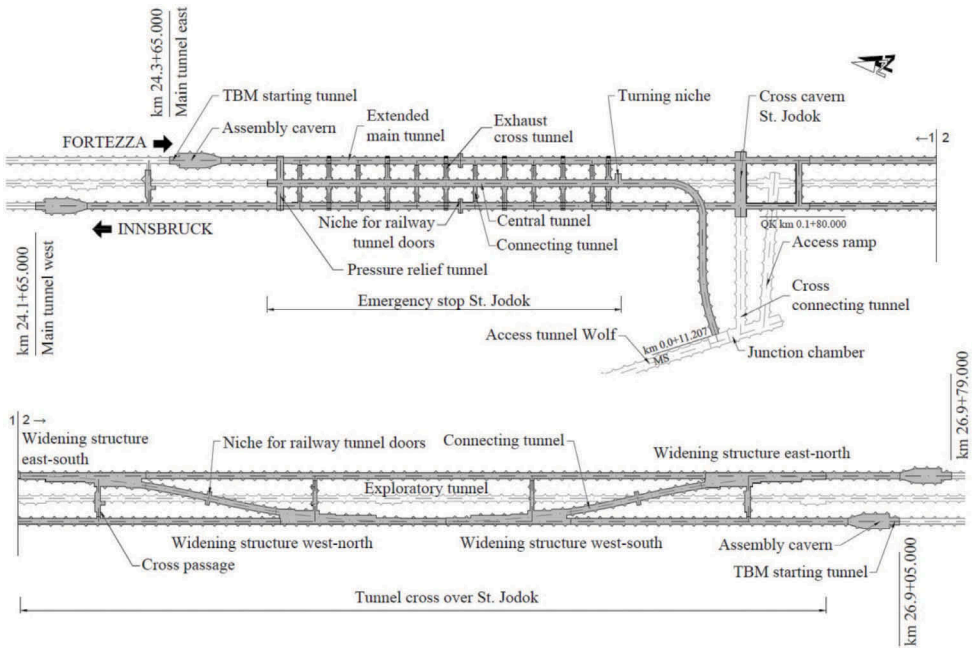 km 24.3+65.000
Main tunnel east
TBM starting tunnel
Assembly cavern
FORTEZZA
Extended
main tunnel
Exhaust
cross tunnel
Turning niche
Cross cavern
St. Jodok
N
←1 2
INNSBRUCK
Niche for railway
tunnel doors
Central tunnel
Connecting tunnel
Pressure relief tunnel
Emergency stop St. Jodok
QK km 0.1+80.000
Access ramp
Cross
connecting tunnel
Access tunnel Wolf
km 0.0+11.207
MS
Junction chamber
km 24.1+65.000
Main tunnel west
1 2→
Widening structure
east-south
Niche for railway tunnel doors
Connecting tunnel
Widening structure east-north
km 26.9+79.000
Exploratory tunnel
Widening structure west-north
Widening structure west-south
Cross passage
Assembly cavern
TBM starting tunnel
km 26.9+05.000
Tunnel cross over St. Jodok